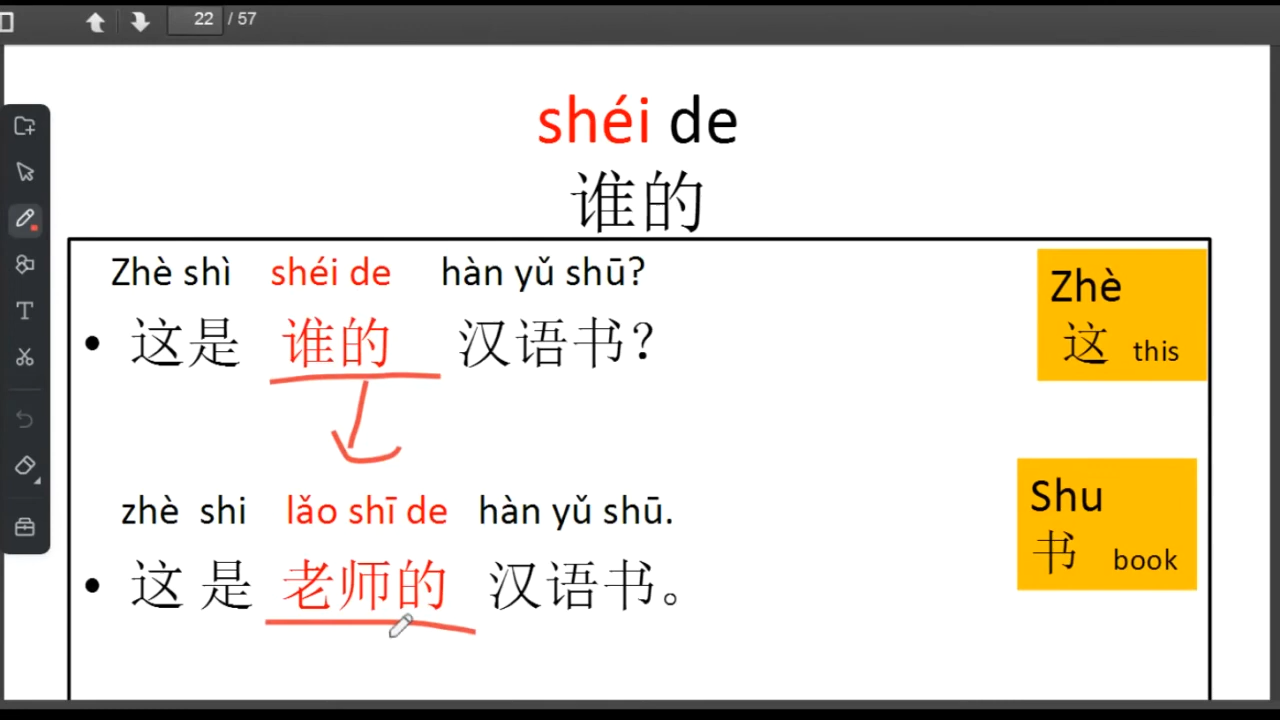 22 / 57
shéi de
谁的
Zhè shì shéi de hàn yǔ shū?
• 这是 谁的 汉语书？
Zhè
这 this
zhè shi lǎo shī de hàn yǔ shū.
• 这 是 老师的 汉语书。
Shu
书 book